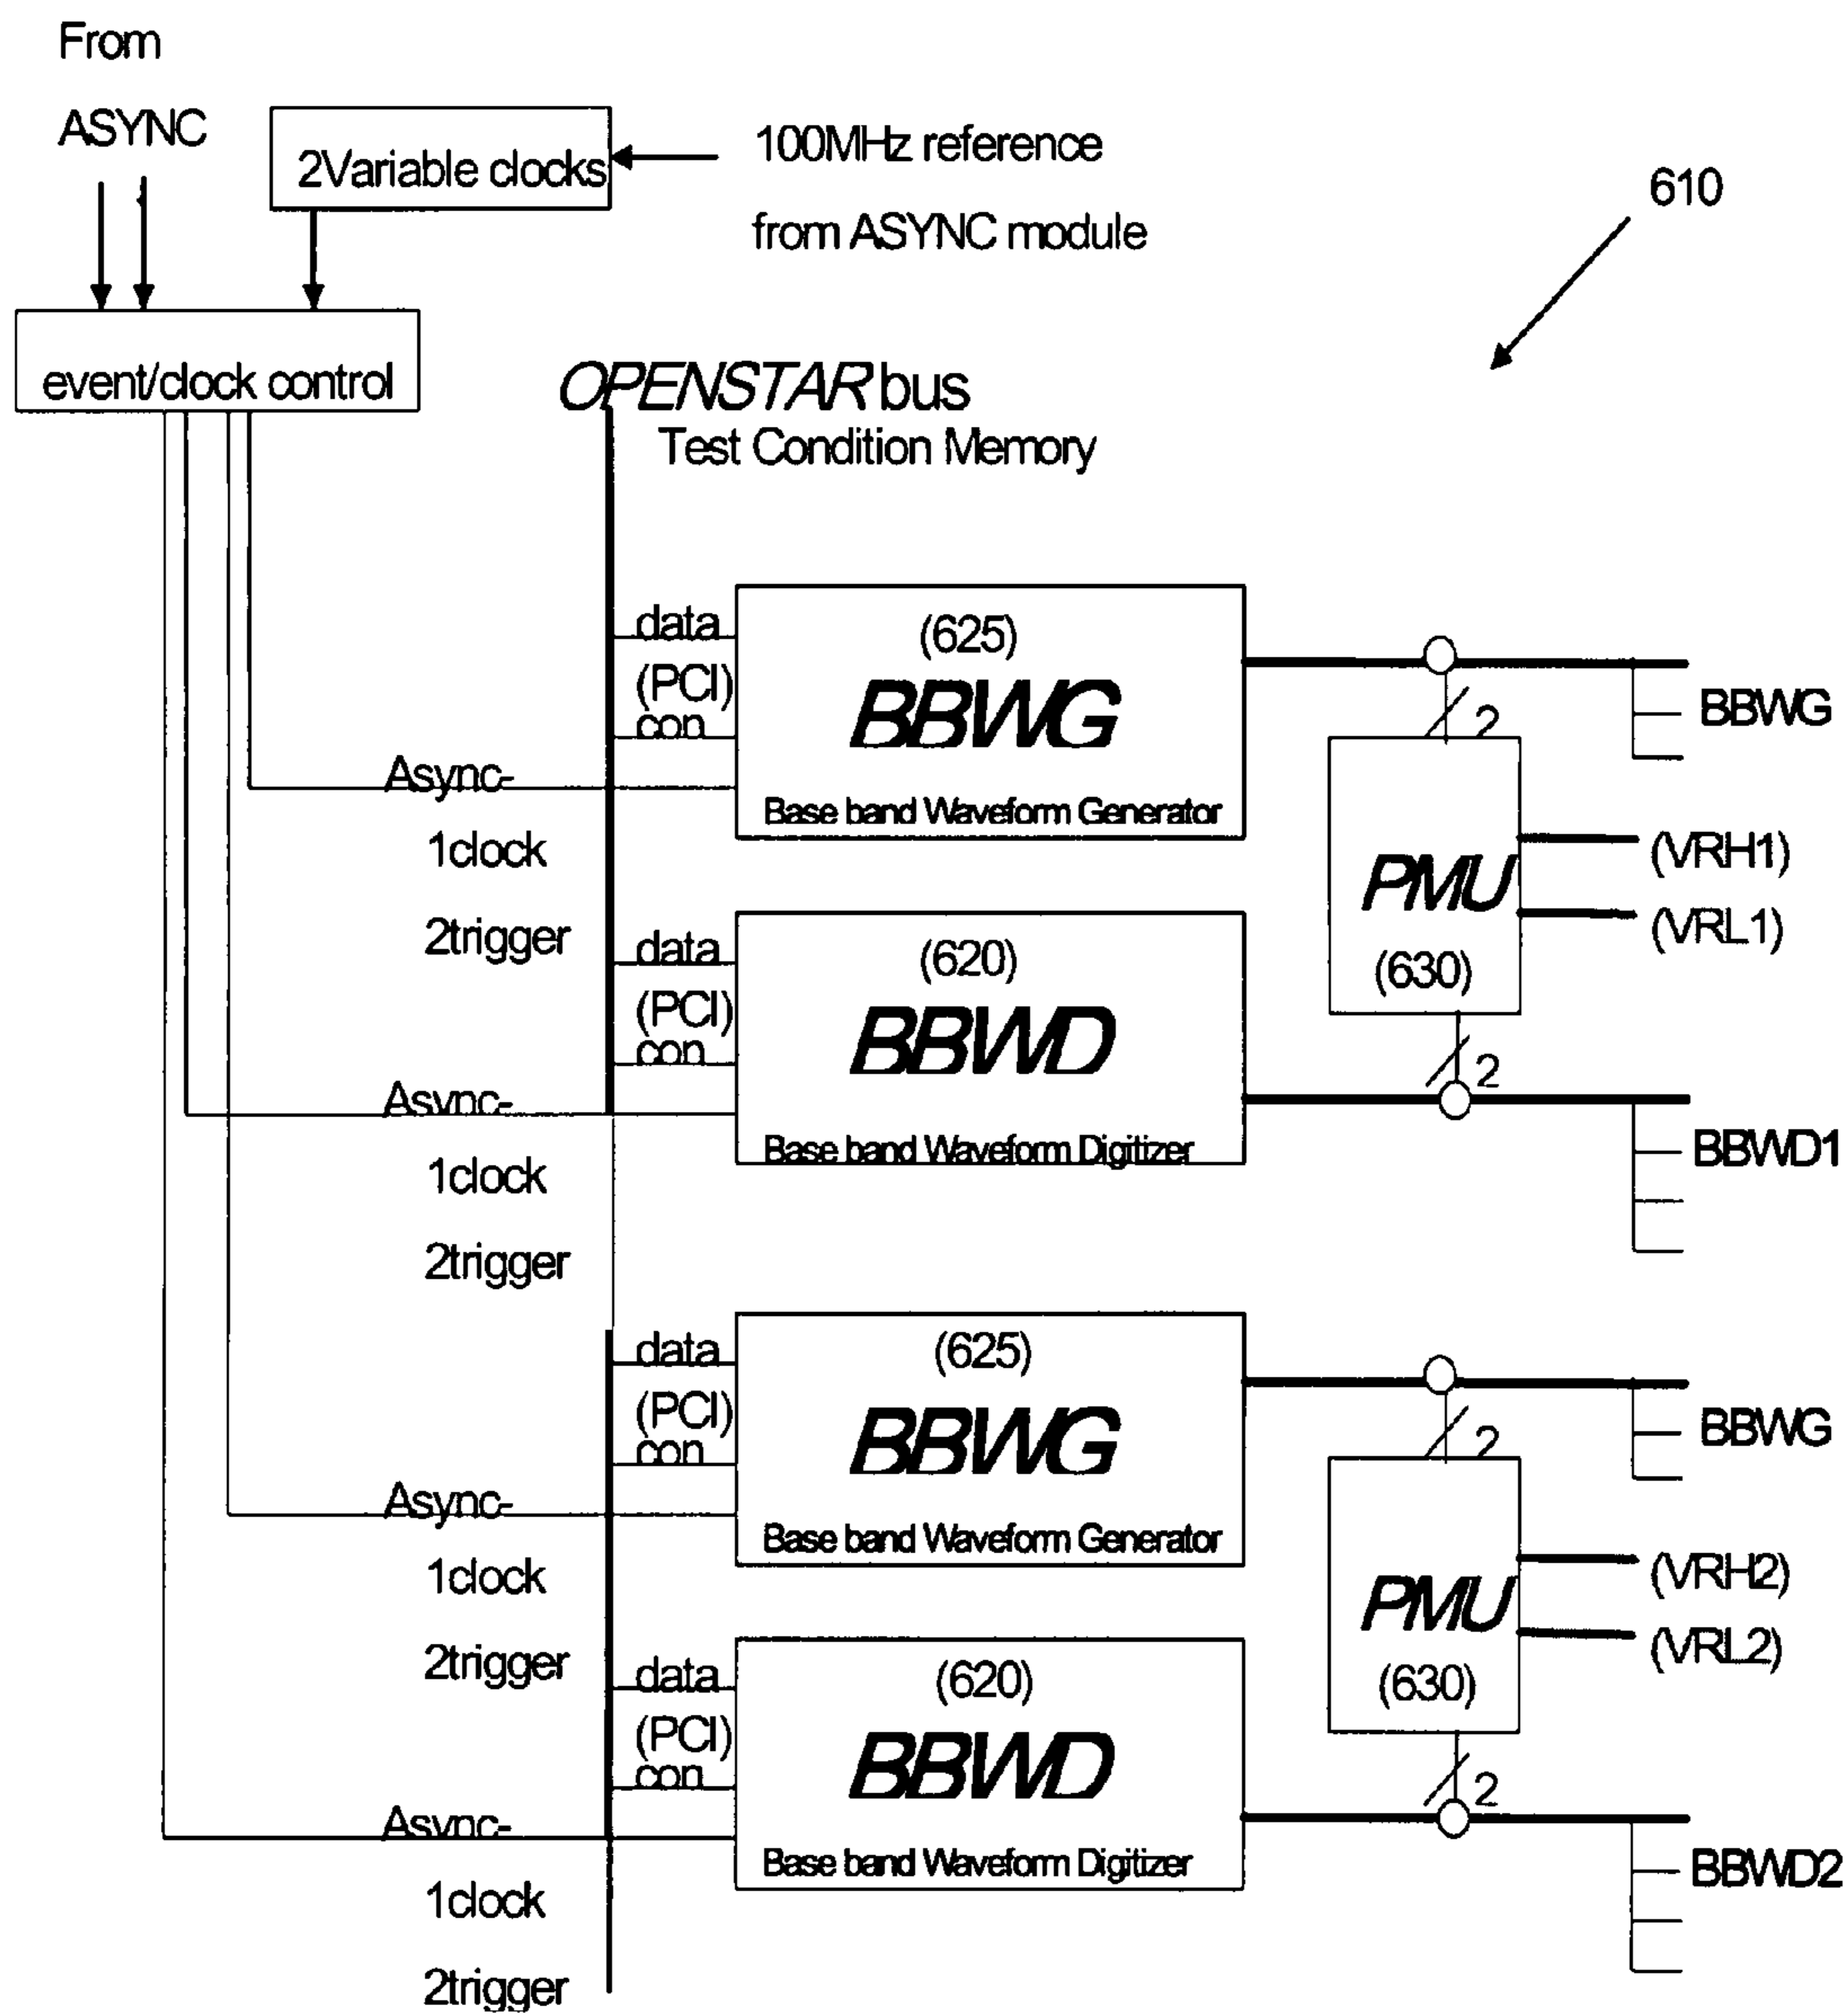 From
ASYNC
2Variable clocks
100MHz reference
from ASYNC module
610
event/clock control
OPENSTAR bus
Test Condition Memory
data
(PCI)
con
Async-
1clock
2trigger
(625)
BBWG
Base band Waveform Generator
2
BBWG
PMU
(630)
(VRH1)
(VRL1)
data
(PCI)
con
Async-
1clock
2trigger
(620)
BBWD
Base band Waveform Digitizer
2
BBWD1
data
(PCI)
con
Async-
1clock
2trigger
(625)
BBWG
Base band Waveform Generator
2
BBWG
PMU
(630)
(VRH2)
(VRL2)
data
(PCI)
con
Async-
1clock
2trigger
(620)
BBWD
Base band Waveform Digitizer
2
BBWD2